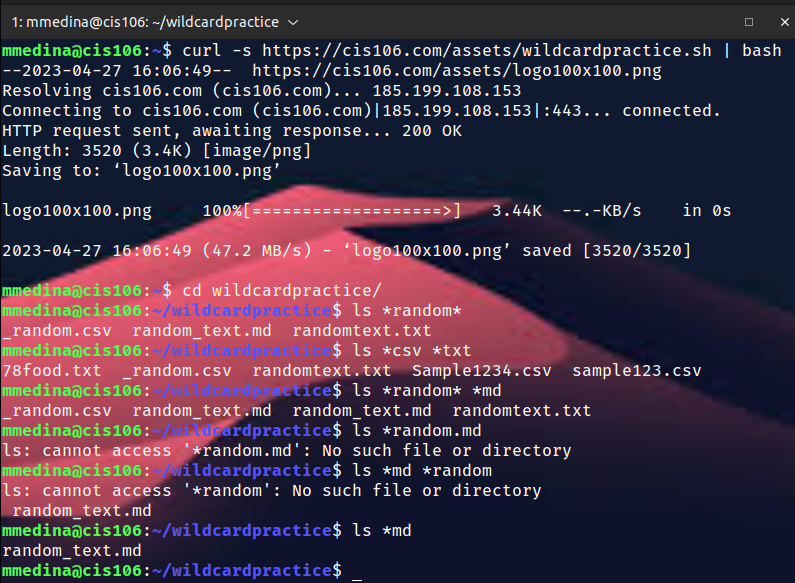 1: mmedina@cis106: ~/wildcardpractice
mmedina@cis106:~$ curl -s https://cis106.com/assets/wildcardpractice.sh | bash
--2023-04-27 16:06:49--  https://cis106.com/assets/logo100x100.png
Resolving cis106.com (cis106.com)... 185.199.108.153
Connecting to cis106.com (cis106.com)|185.199.108.153|:443... connected.
HTTP request sent, awaiting response... 200 OK
Length: 3520 (3.4K) [image/png]
Saving to: ‘logo100x100.png’
logo100x100.png     100%[===================>]   3.44K  --.-KB/s    in 0s
2023-04-27 16:06:49 (47.2 MB/s) - ‘logo100x100.png’ saved [3520/3520]
mmedina@cis106:~$ cd wildcardpractice/
mmedina@cis106:~/wildcardpractice$ ls *random*
_random.csv  random_text.md  randomtext.txt
mmedina@cis106:~/wildcardpractice$ ls *csv *txt
78food.txt  _random.csv  randomtext.txt  Sample1234.csv  sample123.csv
mmedina@cis106:~/wildcardpractice$ ls *random* *md
_random.csv  random_text.md  random_text.md  randomtext.txt
mmedina@cis106:~/wildcardpractice$ ls *random.md
ls: cannot access '*random.md': No such file or directory
mmedina@cis106:~/wildcardpractice$ ls *md *random
ls: cannot access '*random': No such file or directory
 random_text.md
mmedina@cis106:~/wildcardpractice$ ls *md
random_text.md
mmedina@cis106:~/wildcardpractice$ _